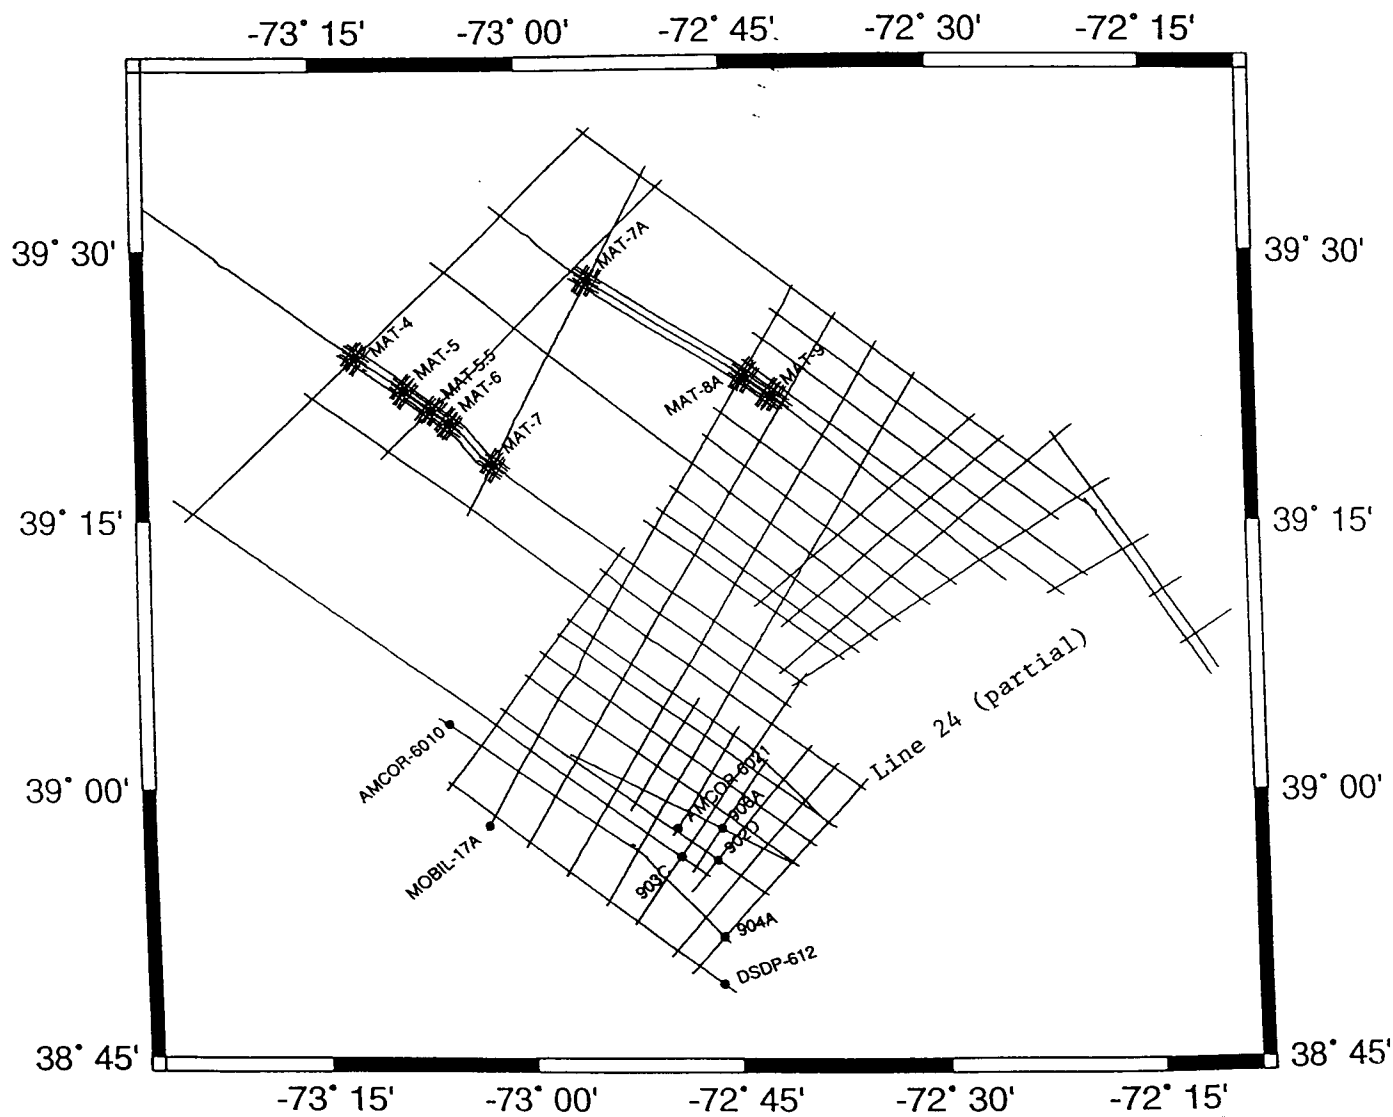 -73° 15'
-73° 00'
-72° 45'
-72° 30'
-72° 15'
39° 30'
39° 30'
MAT-7A
MAT-4
MAT-5
MAT-5.5
MAT-6
MAT-7
MAT-8A
MAT-9
39° 15'
39° 15'
Line 24 (partial)
AMCOR-6010
AMCOR-6021
39° 00'
39° 00'
MOBIL-17A
903C
902D
904A
DSDP-612
38° 45'
38° 45'
-73° 15'
-73° 00'
-72° 45'
-72° 30'
-72° 15'